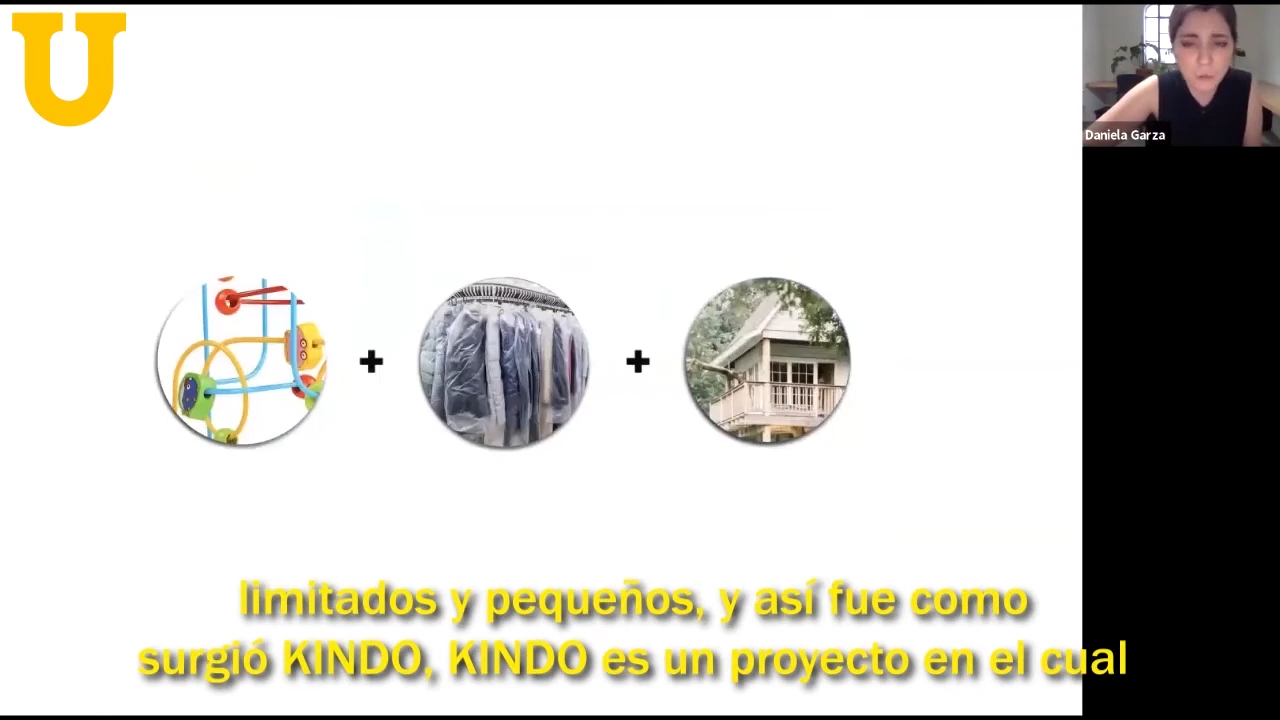 U
Daniela Garza
+ +
limitados y pequeños, y así fue como
surgió KINDO, KINDO es un proyecto en el cual